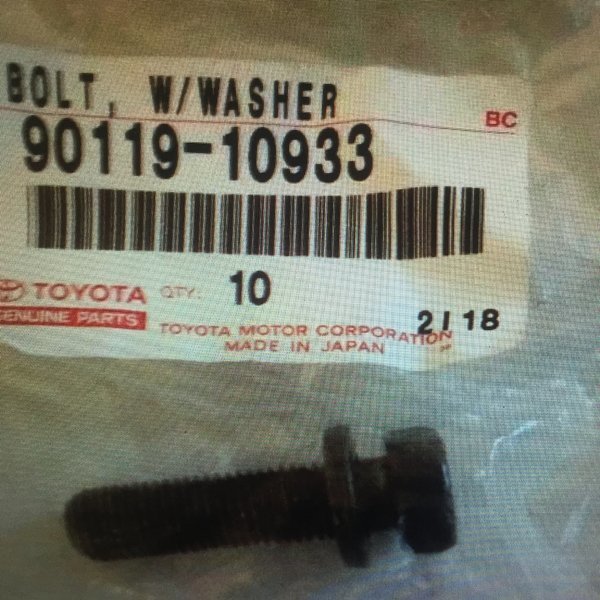 BOLT, W/WASHER
BC
90119-10933
TOYOTA QTY. 10
GENUINE PARTS
2/18
TOYOTA MOTOR CORPORATION
MADE IN JAPAN